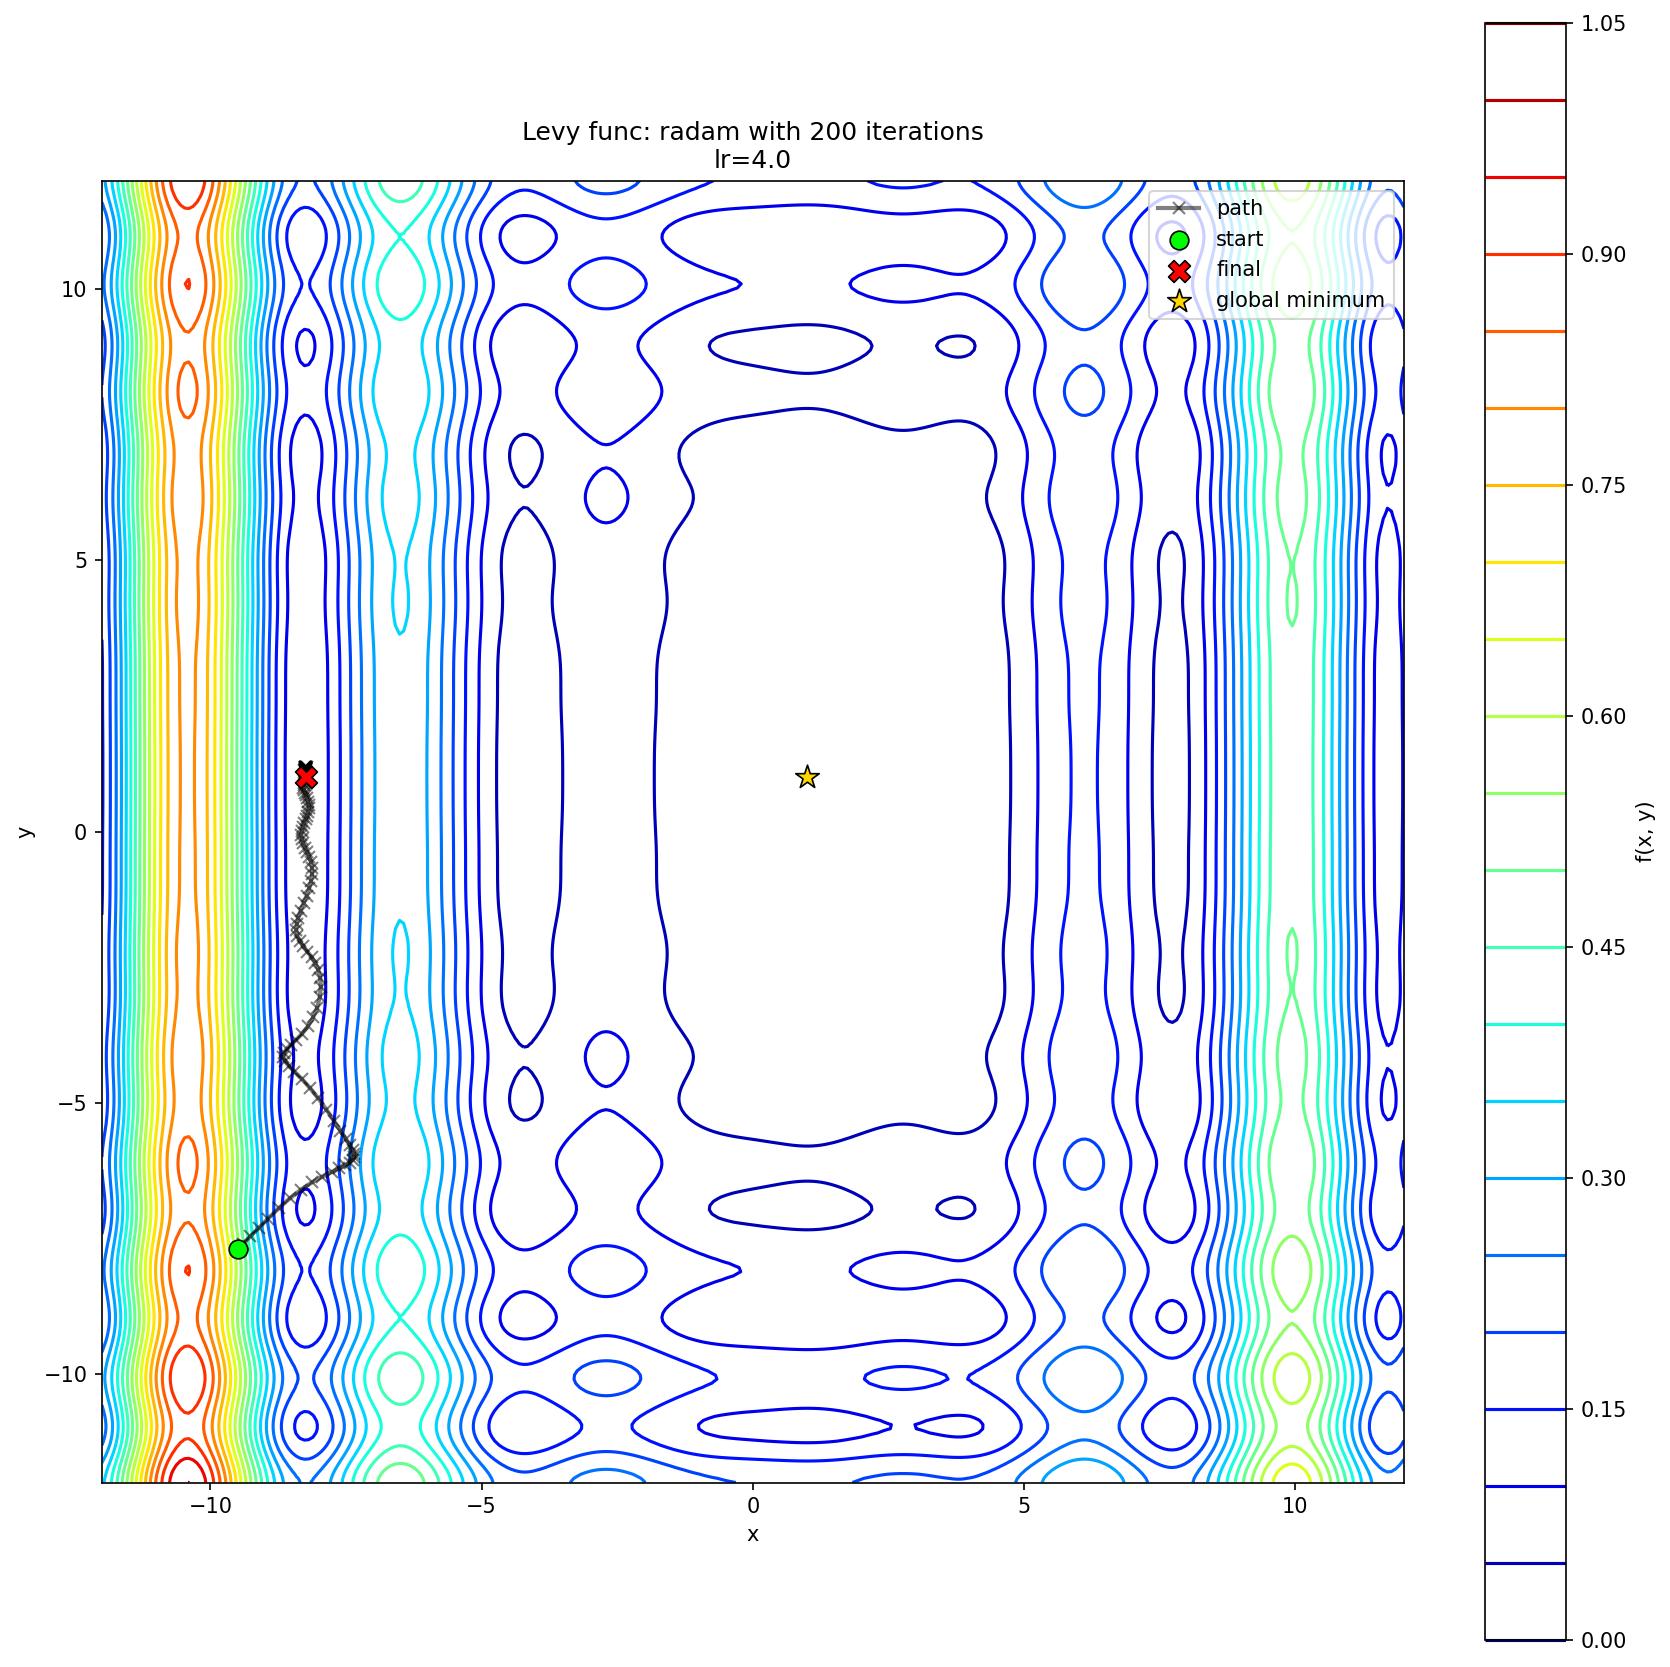 Levy func: radam with 200 iterations
lr=4.0
path
start
final
global minimum
10
5
0
−5
−10
y
−10
−5
0
5
10
x
1.05
0.90
0.75
0.60
0.45
0.30
0.15
0.00
f(x, y)